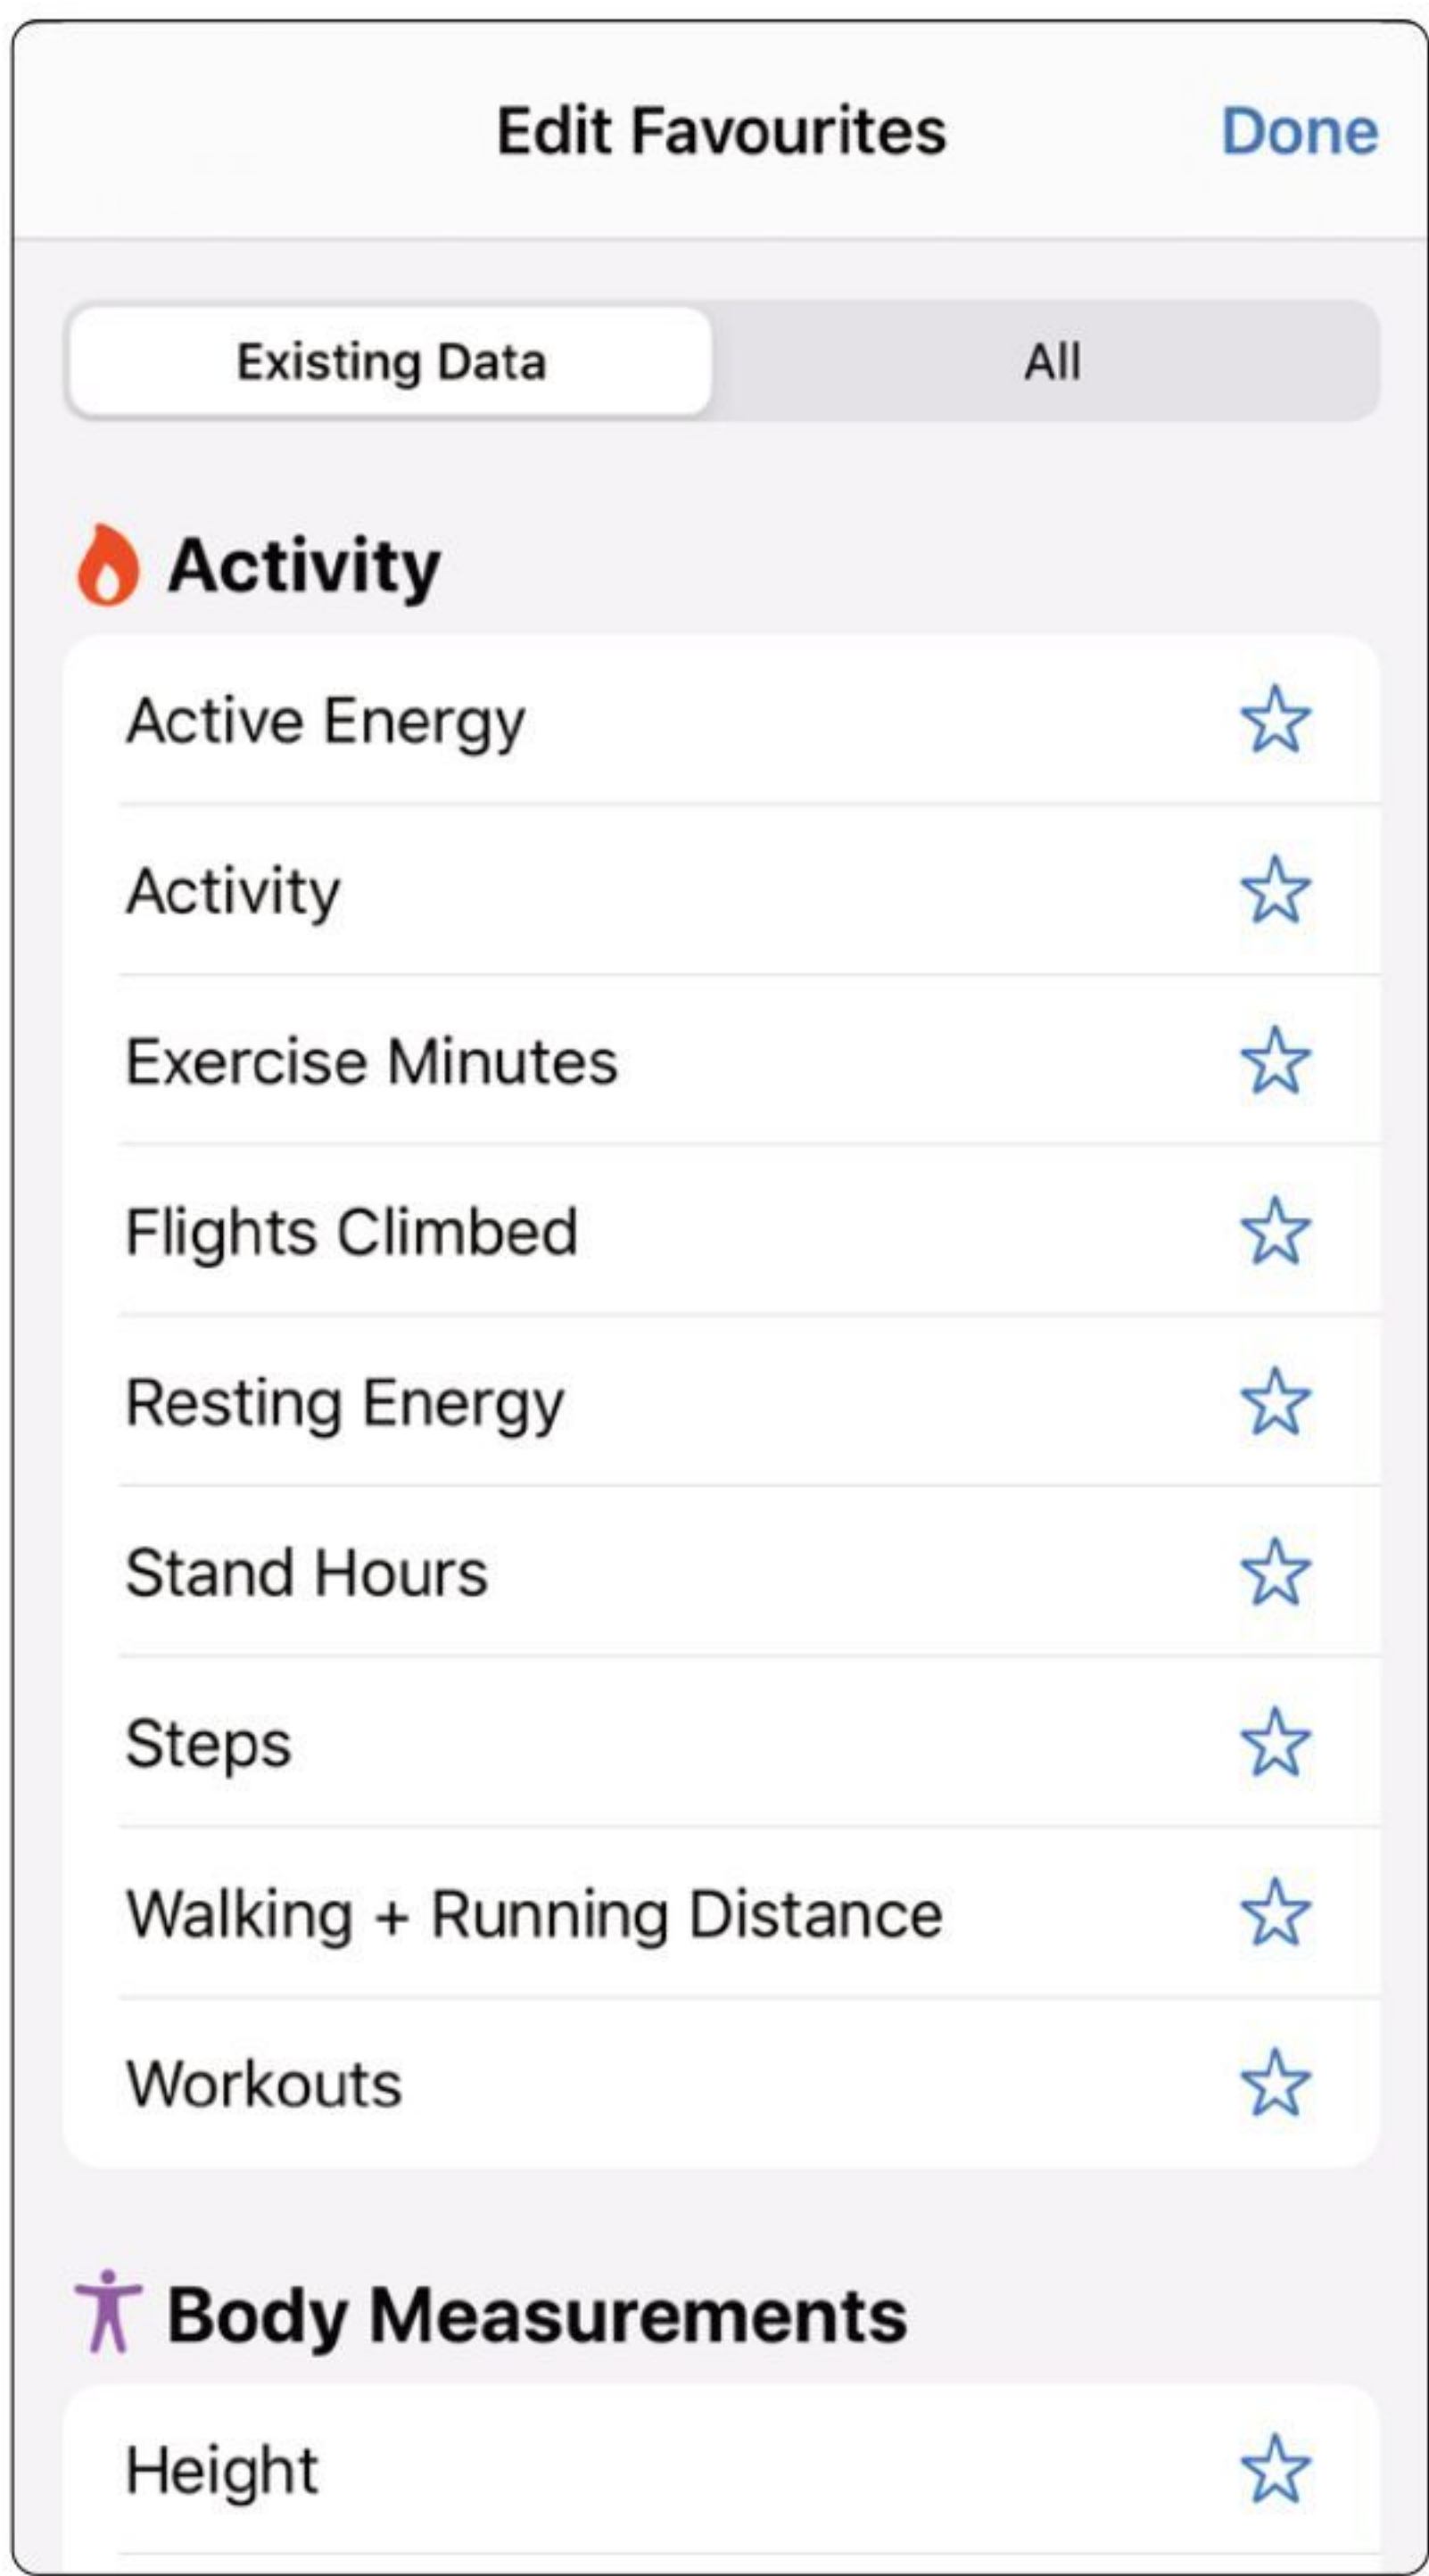 Edit Favourites
Done
Existing Data
All
Activity
Active Energy
Activity
Exercise Minutes
Flights Climbed
Resting Energy
Stand Hours
Steps
Walking + Running Distance
Workouts
Body Measurements
Height